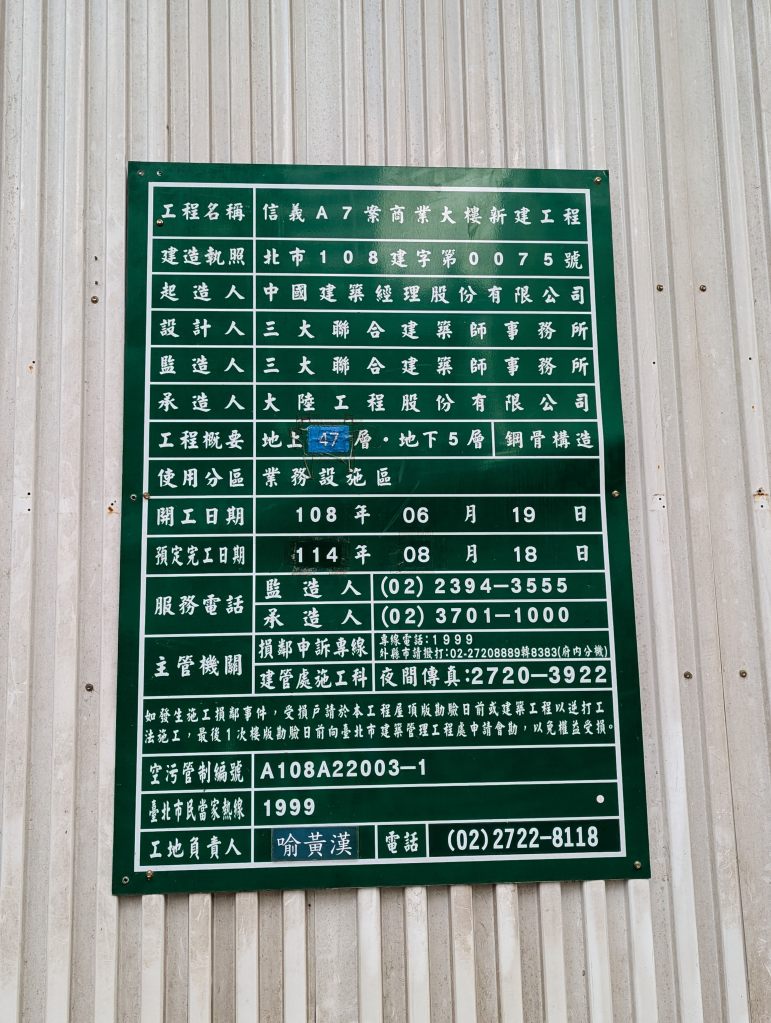 工程名稱 信義A7案商業大樓新建工程
建造執照 北市108建字第0075號
起造人 中國建築經理股份有限公司
設計人 三大聯合建築師事務所
監造人 三大聯合建築師事務所
承造人 大陸工程股份有限公司
工程概要 地上47層・地下5層 鋼骨構造
使用分區 業務設施區
開工日期 108年06月19日
預定完工日期 114年08月18日
服務電話 監造人 (02) 2394-3555
承造人 (02) 3701-1000
主管機關 損鄰申訴專線 專線電話:1999
外縣市請撥打:02-27208889轉8383(府內分機)
建管處施工科 夜間傳真:2720-3922
如發生施工損鄰事件,受損戶請於本工程屋頂版勘驗日前或建築工程以逆打工
法施工,最後1次樓版勘驗日前向臺北市建築管理工程處申請會勘,以免權益受損。
空污管制編號 A108A22003-1
臺北市民當家熱線 1999
工地負責人 喻黃漢 電話 (02)2722-8118